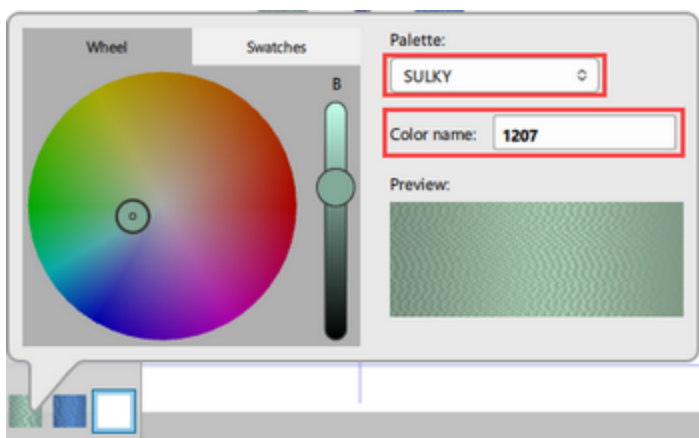 Wheel
Swatches
B
Palette:
SULKY
Color name: 1207
Preview: